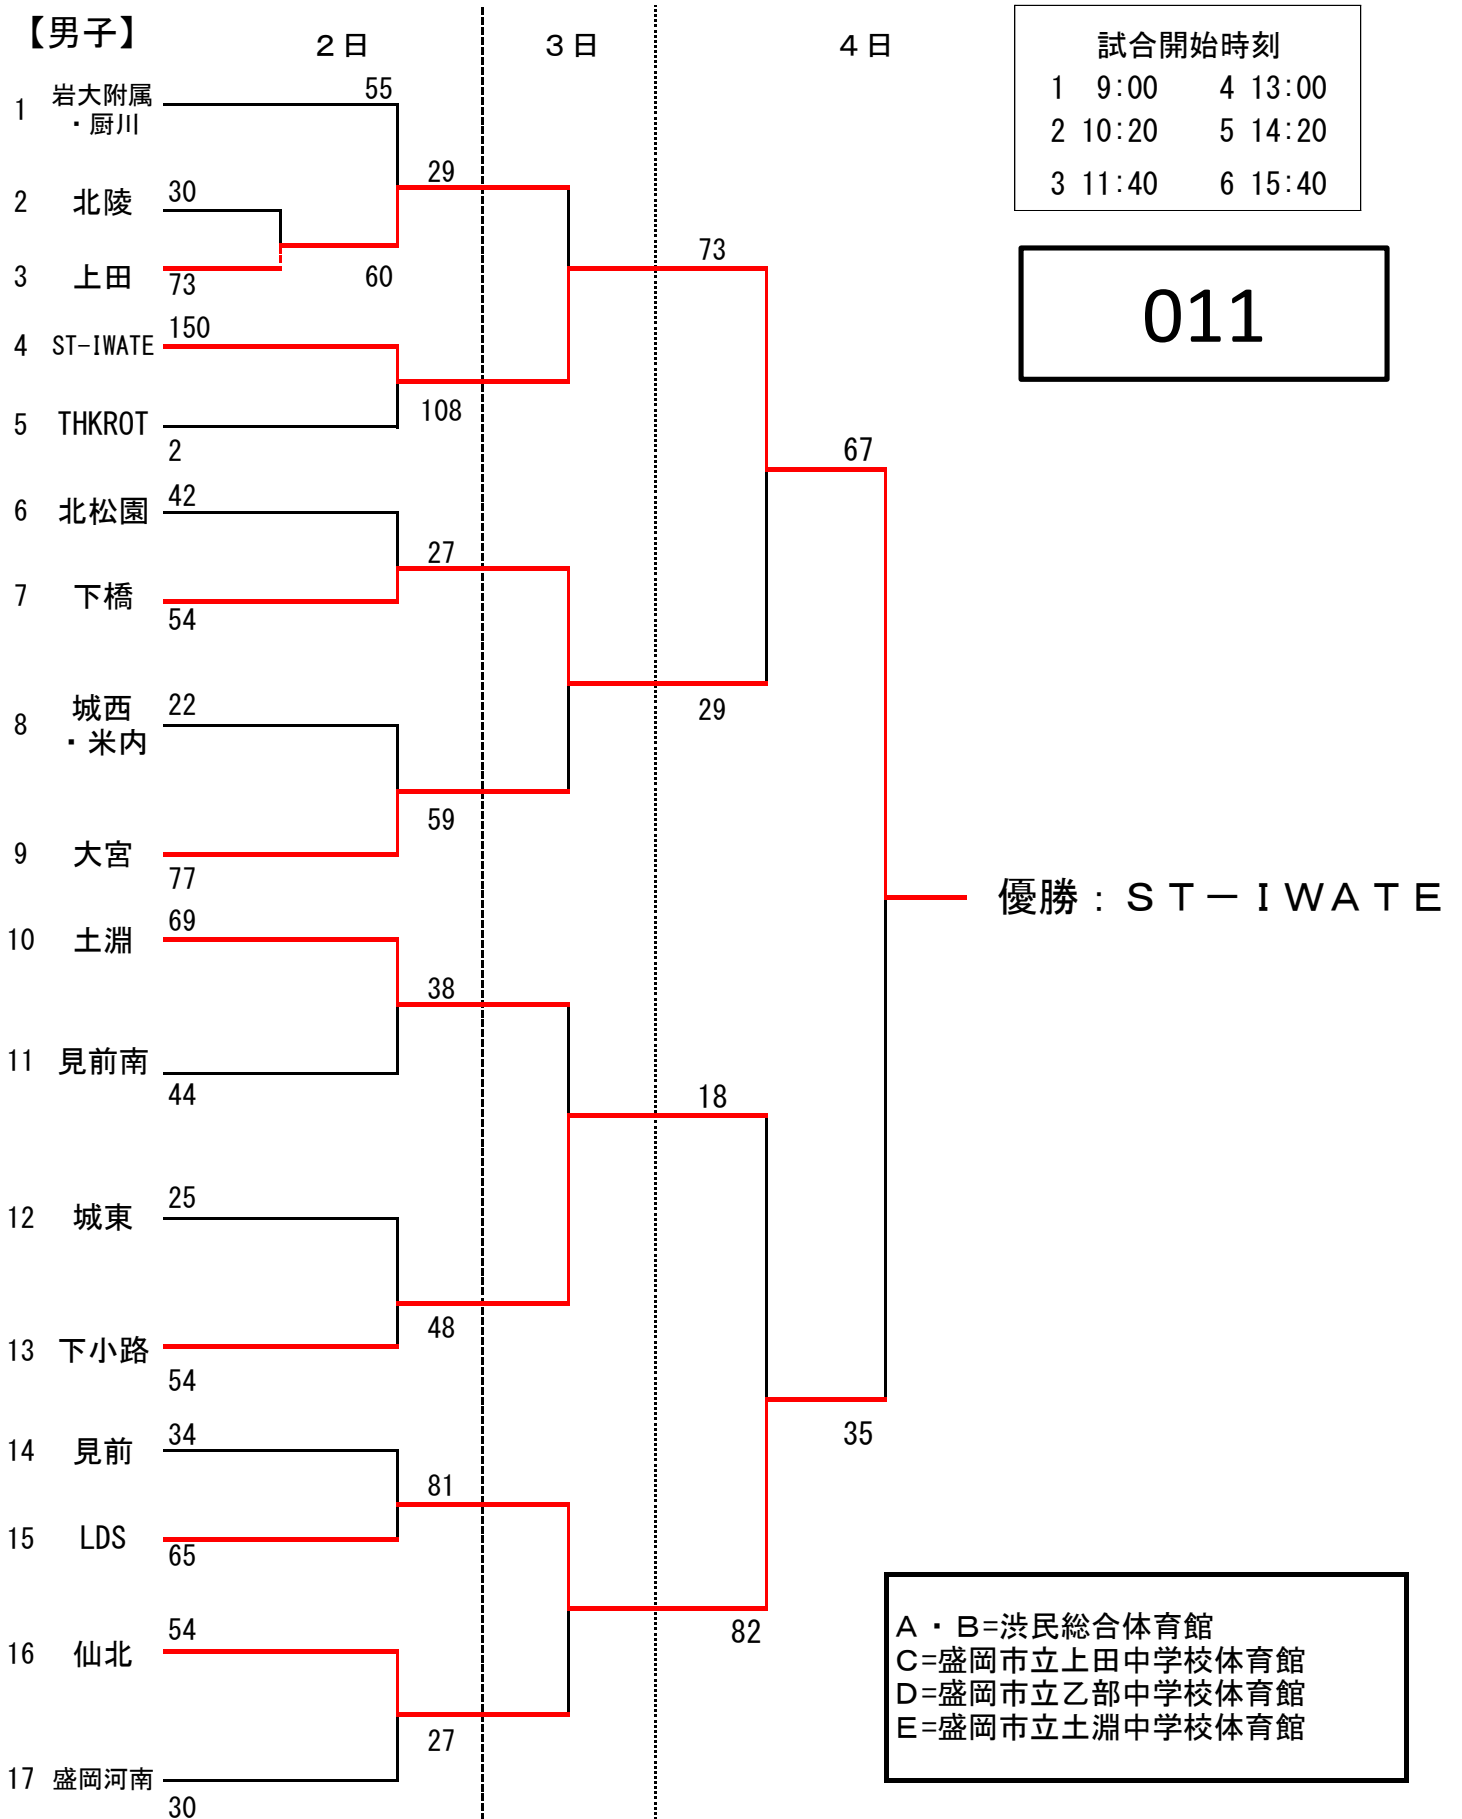 【男子】
２日
３日
４日
試合開始時刻
1 9:00 4 13:00
2 10:20 5 14:20
3 11:40 6 15:40
011
1 岩大附属
・厨川
55
29
2 北陵 30
3 上田 73
60
73
4 ST-IWATE 150
108
5 THKROT 2
67
6 北松園 42
27
7 下橋 54
8 城西
・米内
22
29
59
9 大宮 77
優勝：ＳＴ－ＩＷＡＴＥ
10 土淵 69
38
11 見前南 44
18
12 城東 25
48
13 下小路 54
14 見前 34
35
81
15 LDS 65
16 仙北 54
82
27
17 盛岡河南 30
Ａ・Ｂ=渋民総合体育館
Ｃ=盛岡市立上田中学校体育館
Ｄ=盛岡市立乙部中学校体育館
Ｅ=盛岡市立土淵中学校体育館